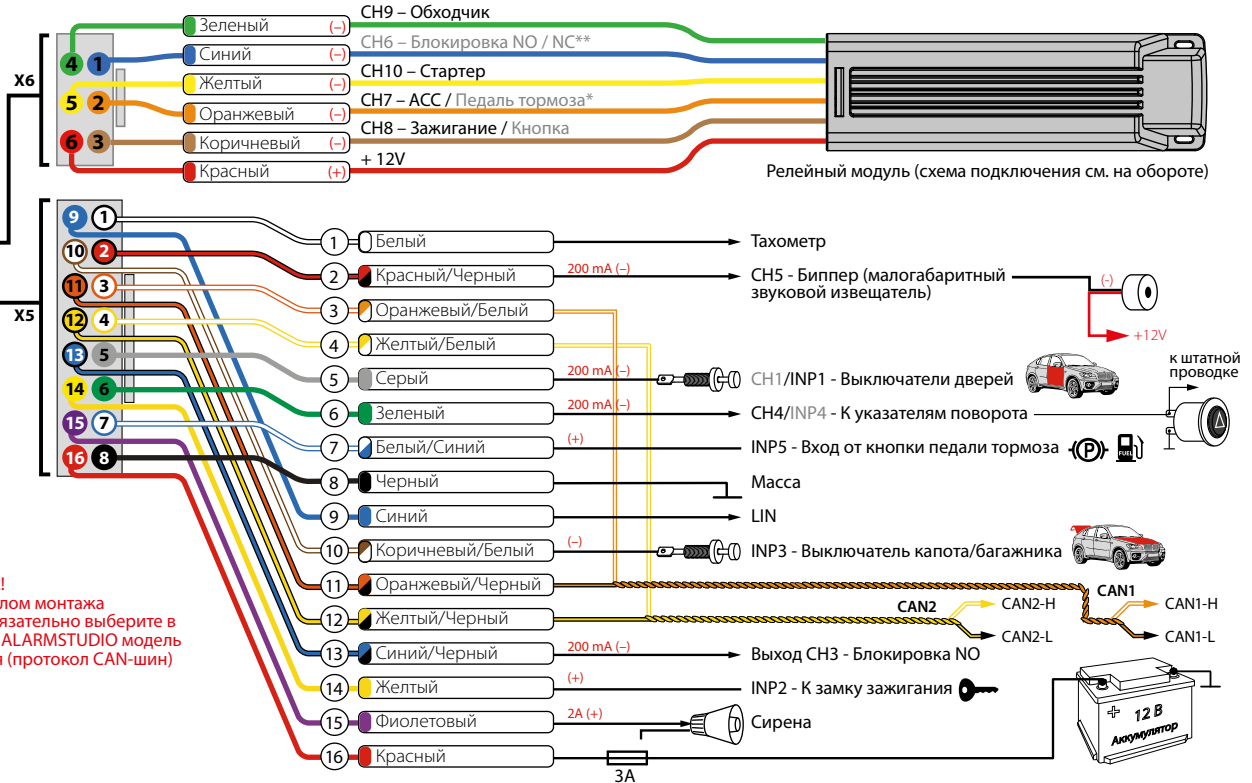 X6
4
1
5
2
6
3
Зеленый
(–)
CH9 – Обходчик
Синий
(–)
CH6 – Блокировка NO / NC**
Желтый
(–)
CH10 – Стартер
Оранжевый
(–)
CH7 – ACC / Педаль тормоза*
Коричневый
(–)
CH8 – Зажигание / Кнопка
Красный
(+)
+ 12V
Релейный модуль (схема подключения см. на обороте)
X5
9
1
10
2
11
3
12
4
13
5
14
6
15
7
16
8
1
Белый
Тахометр
2
Красный/Черный
200 mA (–)
CH5 - Биппер (малогабаритный
звуковой извещатель)
(-)
+12V
3
Оранжевый/Белый
4
Желтый/Белый
5
Серый
200 mA (–)
CH1/INP1 - Выключатели дверей
к штатной
проводке
6
Зеленый
200 mA (–)
CH4/INP4 - К указателям поворота
7
Белый/Синий
(+)
INP5 - Вход от кнопки педали тормоза
P
FUEL
8
Черный
Масса
9
Синий
LIN
10
Коричневый/Белый
(–)
INP3 - Выключатель капота/багажника
11
Оранжевый/Черный
CAN1
CAN1-H
CAN1-L
12
Желтый/Черный
CAN2
CAN2-H
CAN2-L
13
Синий/Черный
200 mA (–)
Выход CH3 - Блокировка NO
14
Желтый
(+)
INP2 - К замку зажигания
15
Фиолетовый
2A (+)
Сирена
16
Красный
3A
+ 12 В
Аккумулятор
!
лом монтажа
язательно выберите в
ALARMSTUDIO модель
я (протокол CAN-шин)